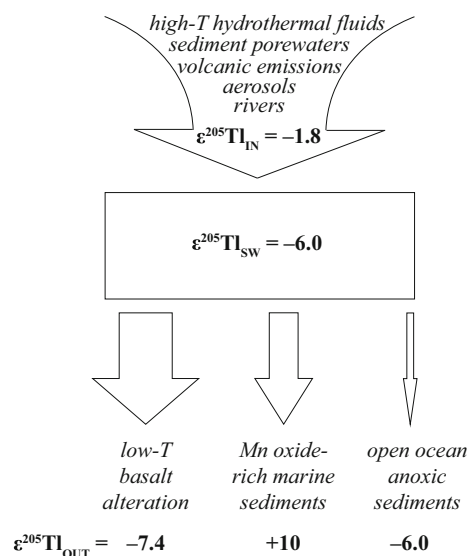 high-T hydrothermal fluids
sediment porewaters
volcanic emissions
aerosols
rivers
ε²⁰⁵Tl_IN = –1.8
ε²⁰⁵Tl_SW = –6.0
low-T basalt alteration
Mn oxide-rich marine sediments
open ocean anoxic sediments
ε²⁰⁵Tl_OUT = –7.4 +10 –6.0